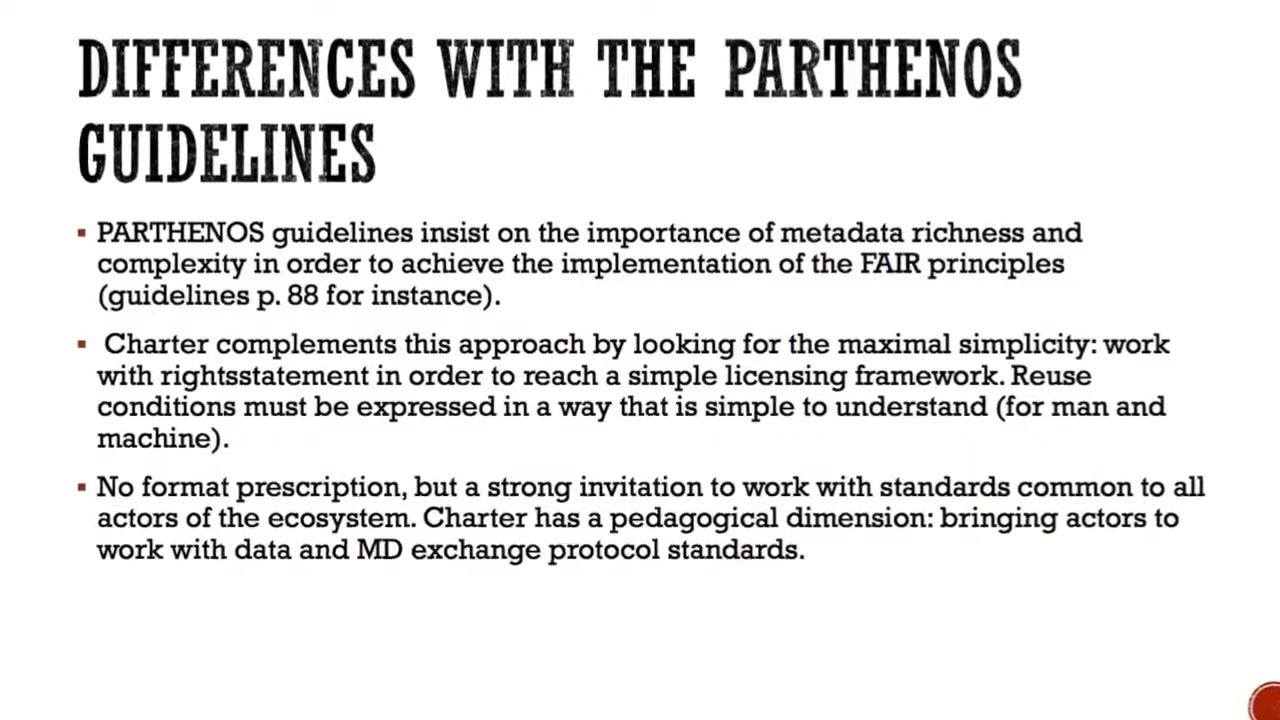 DIFFERENCES WITH THE PARTHENOS
GUIDELINES
▪ PARTHENOS guidelines insist on the importance of metadata richness and
complexity in order to achieve the implementation of the FAIR principles
(guidelines p. 88 for instance).
▪ Charter complements this approach by looking for the maximal simplicity: work
with rightsstatement in order to reach a simple licensing framework. Reuse
conditions must be expressed in a way that is simple to understand (for man and
machine).
▪ No format prescription, but a strong invitation to work with standards common to all
actors of the ecosystem. Charter has a pedagogical dimension: bringing actors to
work with data and MD exchange protocol standards.